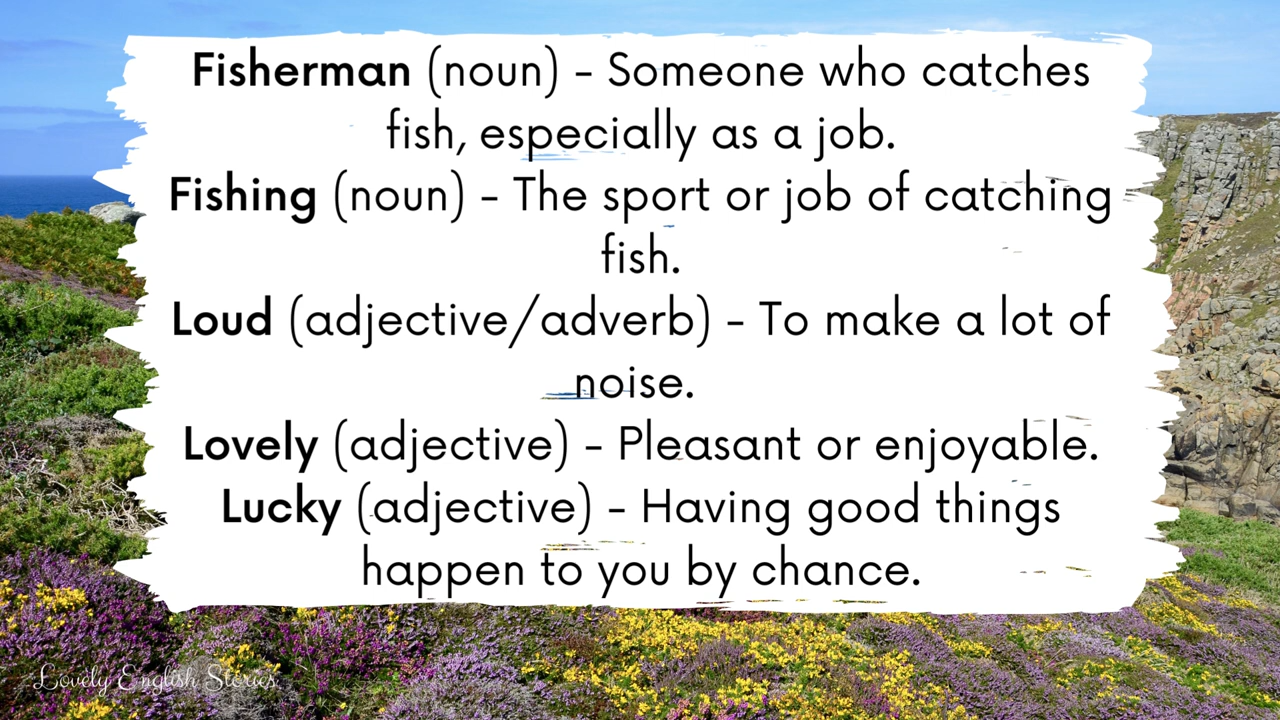 Fisherman (noun) - Someone who catches
fish, especially as a job.
Fishing (noun) - The sport or job of catching
fish.
Loud (adjective/adverb) - To make a lot of
noise.
Lovely (adjective) - Pleasant or enjoyable.
Lucky (adjective) - Having good things
happen to you by chance.
Lovely English Stories